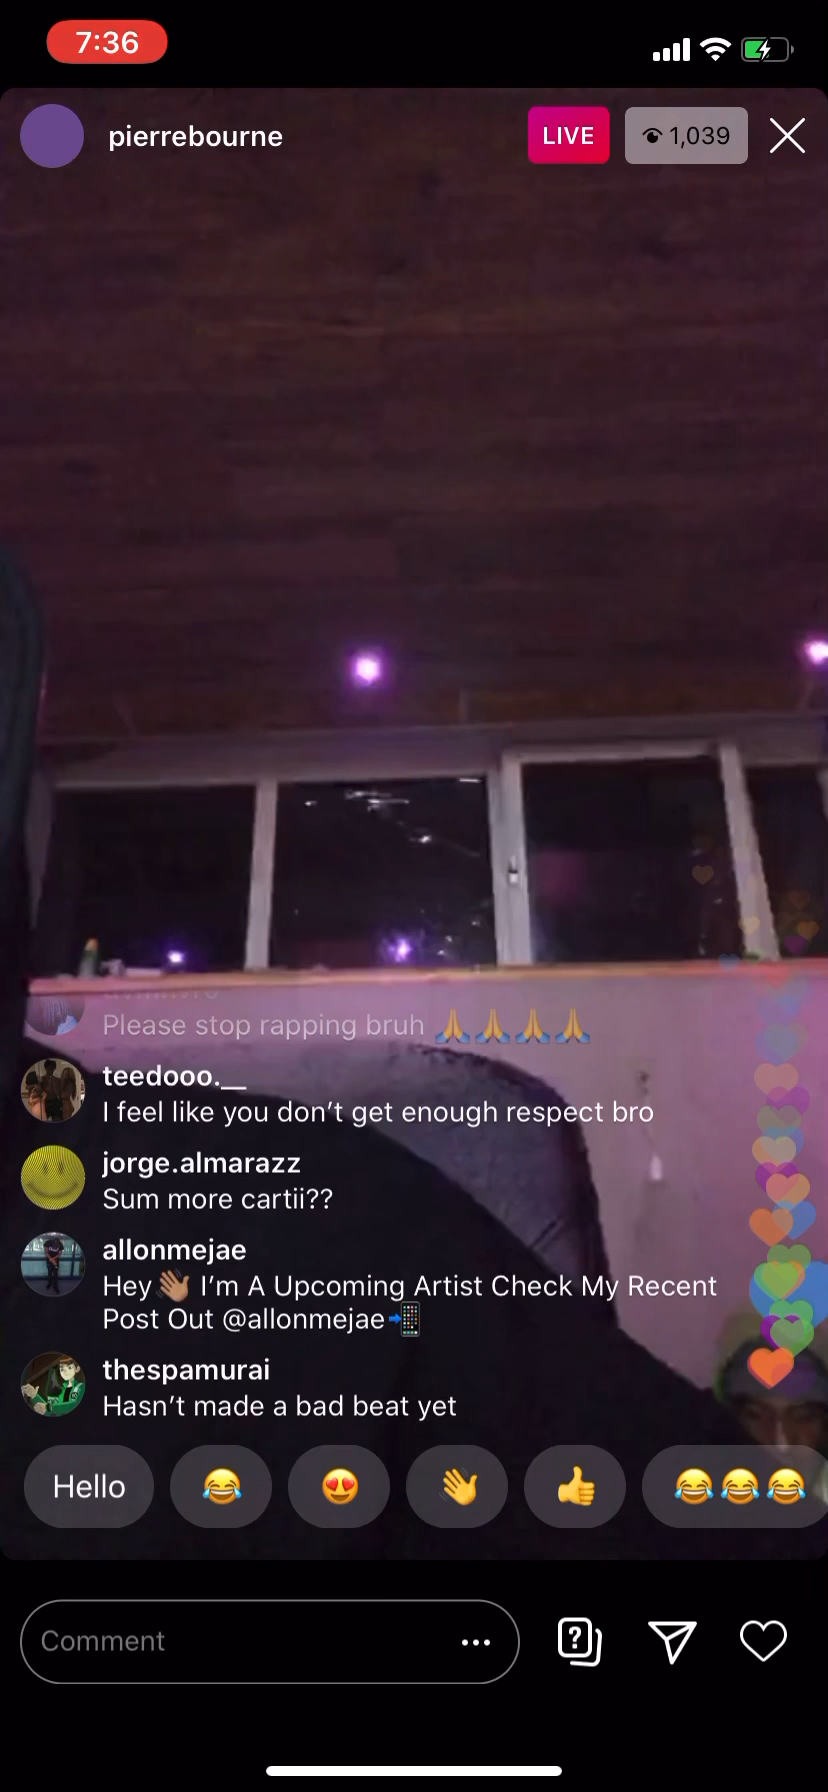 7:36
pierrebourne
LIVE
1,039
Please stop rapping bruh 🙏🙏🙏🙏
teedooo.__
I feel like you don’t get enough respect bro
jorge.almarazz
Sum more cartii??
allonmejae
Hey👋🏽 I’m A Upcoming Artist Check My Recent
Post Out @allonmejae📲
thespamurai
Hasn’t made a bad beat yet
Hello 😂 😍 👋 👍 😂😂😂
Comment